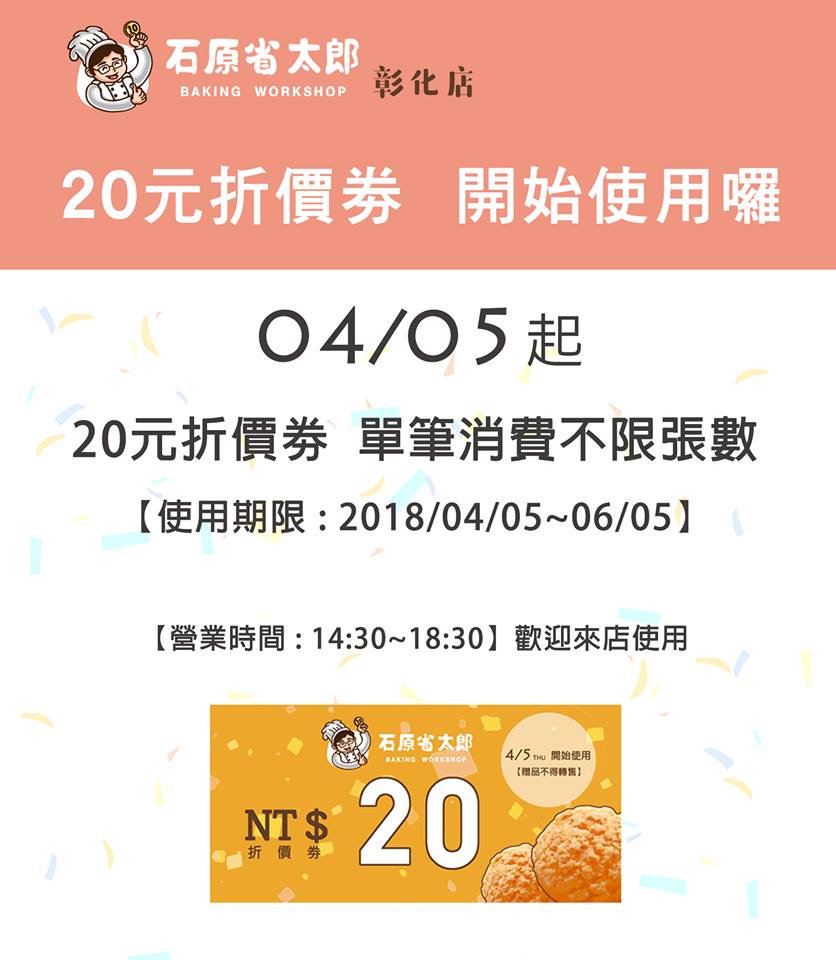 石原省太郎
BAKING WORKSHOP
彰化店
20元折價劵 開始使用囉
04/05起
20元折價劵 單筆消費不限張數
【使用期限 : 2018/04/05~06/05】
【營業時間 : 14:30~18:30】歡迎來店使用
10
石原省太郎
BAKING WORKSHOP
4/5 THU 開始使用
【贈品不得轉售】
NT$ 20
折價劵